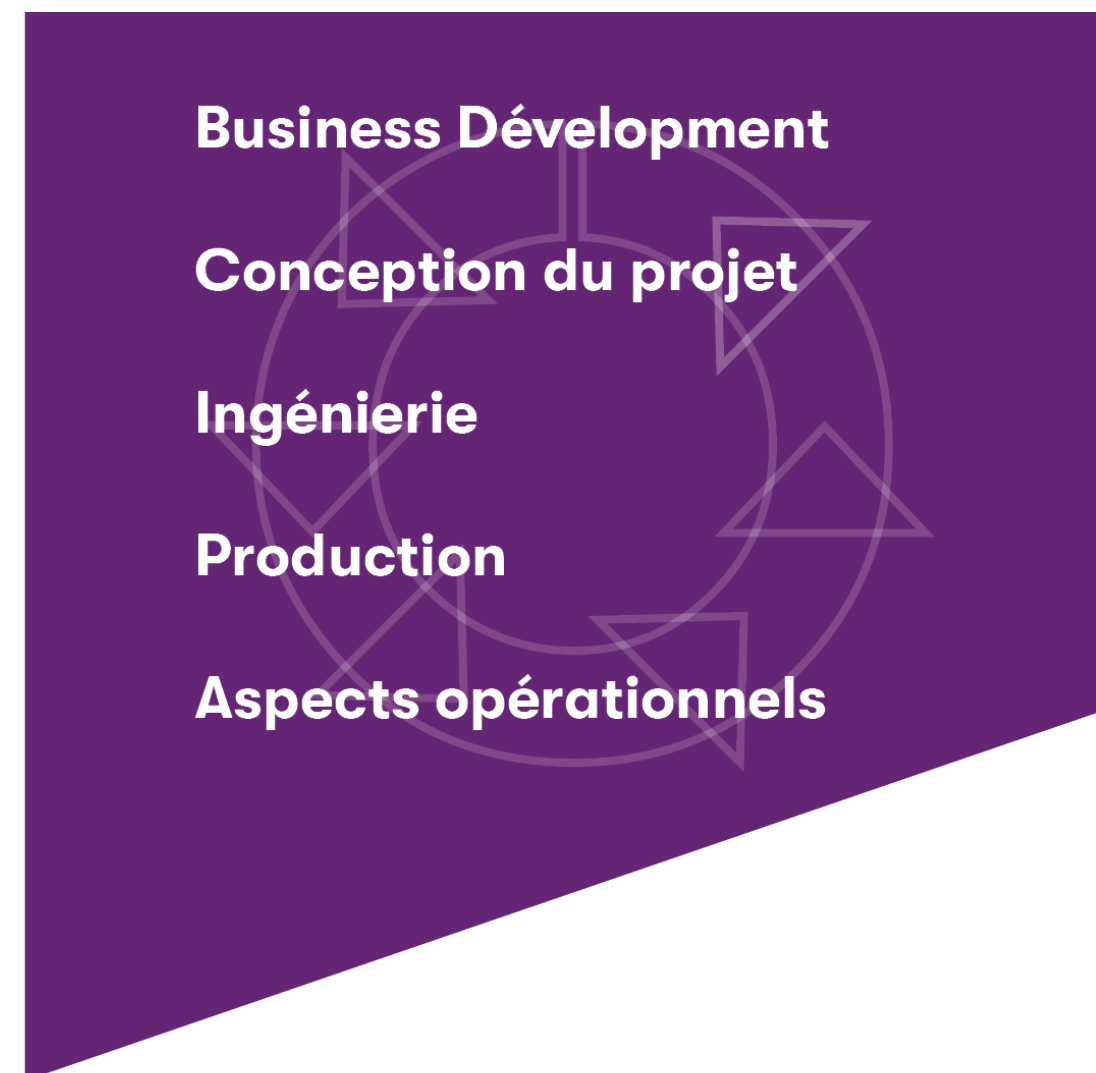 Business Dévelopment
Conception du projet
Ingénierie
Production
Aspects opérationnels